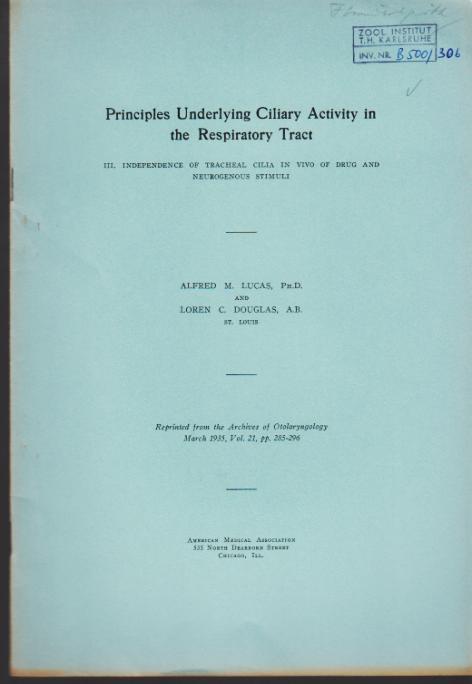 ZOOL. INSTITUT
T.H. KARLSRUHE
INV. NR. B 500/306
Principles Underlying Ciliary Activity in
the Respiratory Tract
III. INDEPENDENCE OF TRACHEAL CILIA IN VIVO OF DRUG AND
NEUROGENOUS STIMULI
ALFRED M. LUCAS, PH.D.
AND
LOREN C. DOUGLAS, A.B.
ST. LOUIS
Reprinted from the Archives of Otolaryngology
March 1935, Vol. 21, pp. 285-296
AMERICAN MEDICAL ASSOCIATION
535 NORTH DEARBORN STREET
CHICAGO, ILL.